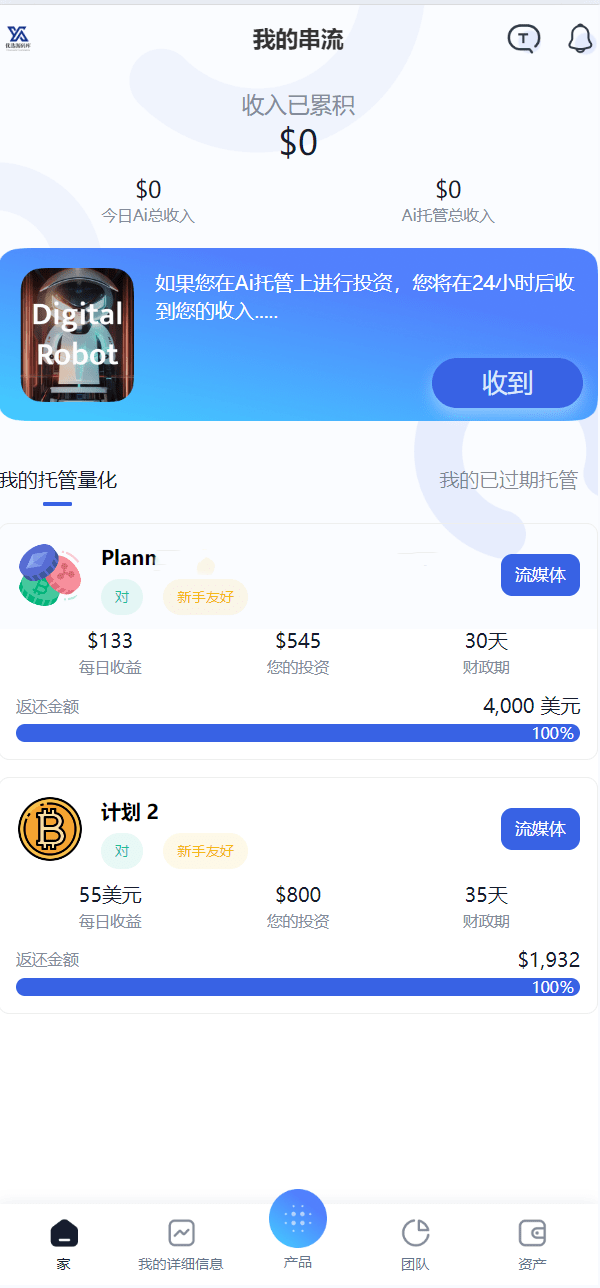 优选源码库
我的串流
T
收入已累积
$0
$0
$0
今日Ai总收入
Ai托管总收入
如果您在Ai托管上进行投资，您将在24小时后收
到您的收入.....
Digital
Robot
收到
我的托管量化
我的已过期托管
Plann
流媒体
对
新手友好
$133
$545
30天
每日收益
您的投资
财政期
返还金额
4,000 美元
100%
计划 2
流媒体
对
新手友好
55美元
$800
35天
每日收益
您的投资
财政期
返还金额
$1,932
100%
家
我的详细信息
产品
团队
资产